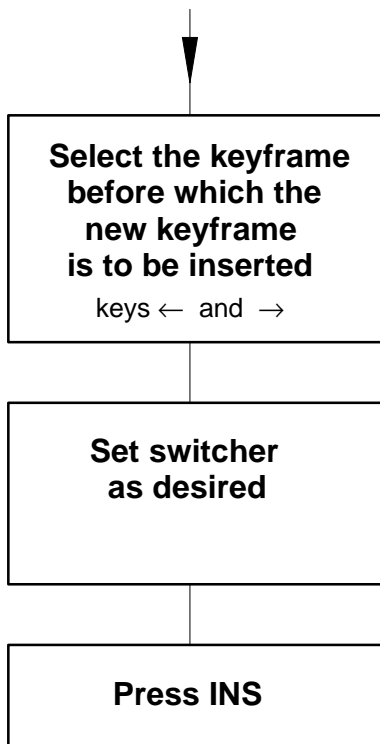 Select the keyframe
before which the
new keyframe
is to be inserted
keys ← and →
Set switcher
as desired
Press INS